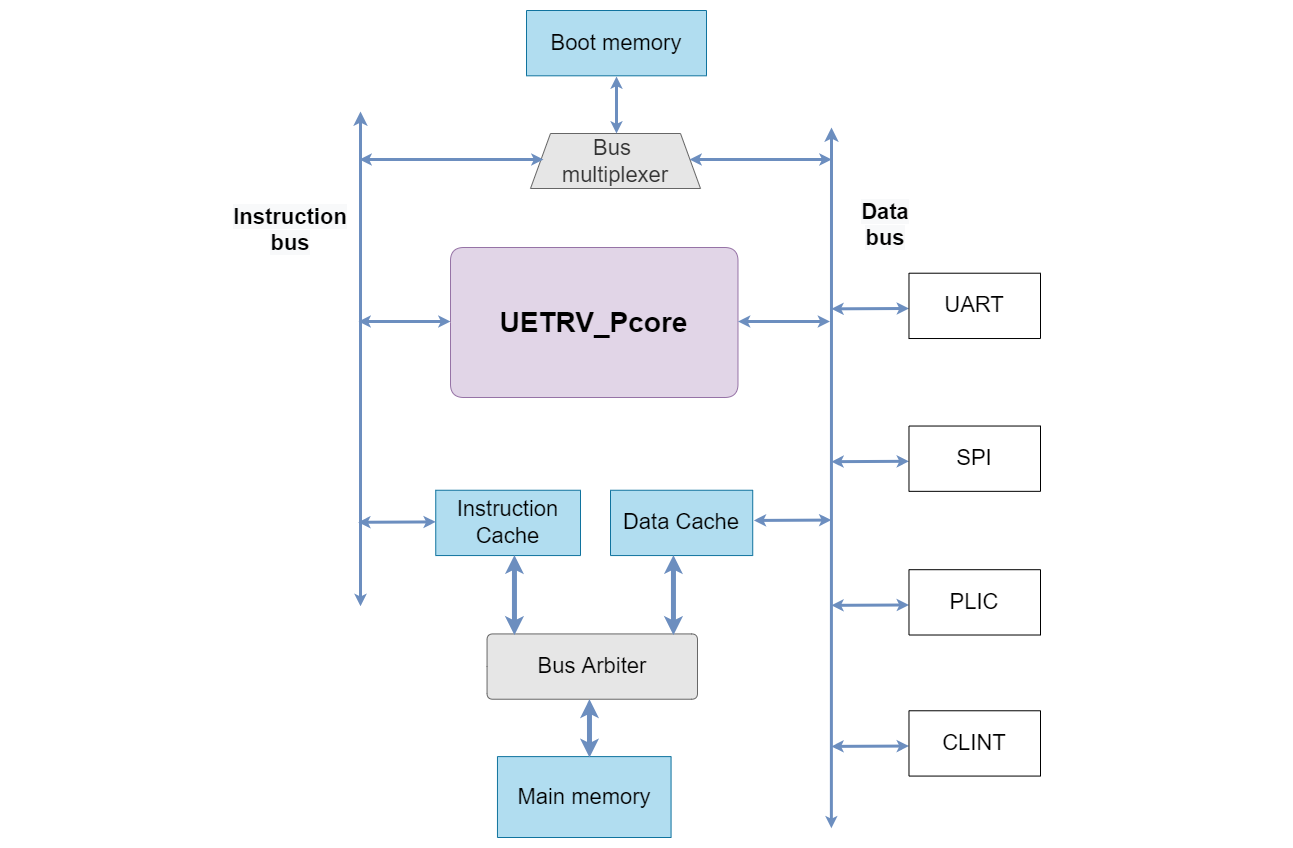 Boot memory
Bus
multiplexer
Instruction
bus
Data
bus
UETRV_Pcore
UART
SPI
Instruction
Cache
Data Cache
PLIC
Bus Arbiter
CLINT
Main memory